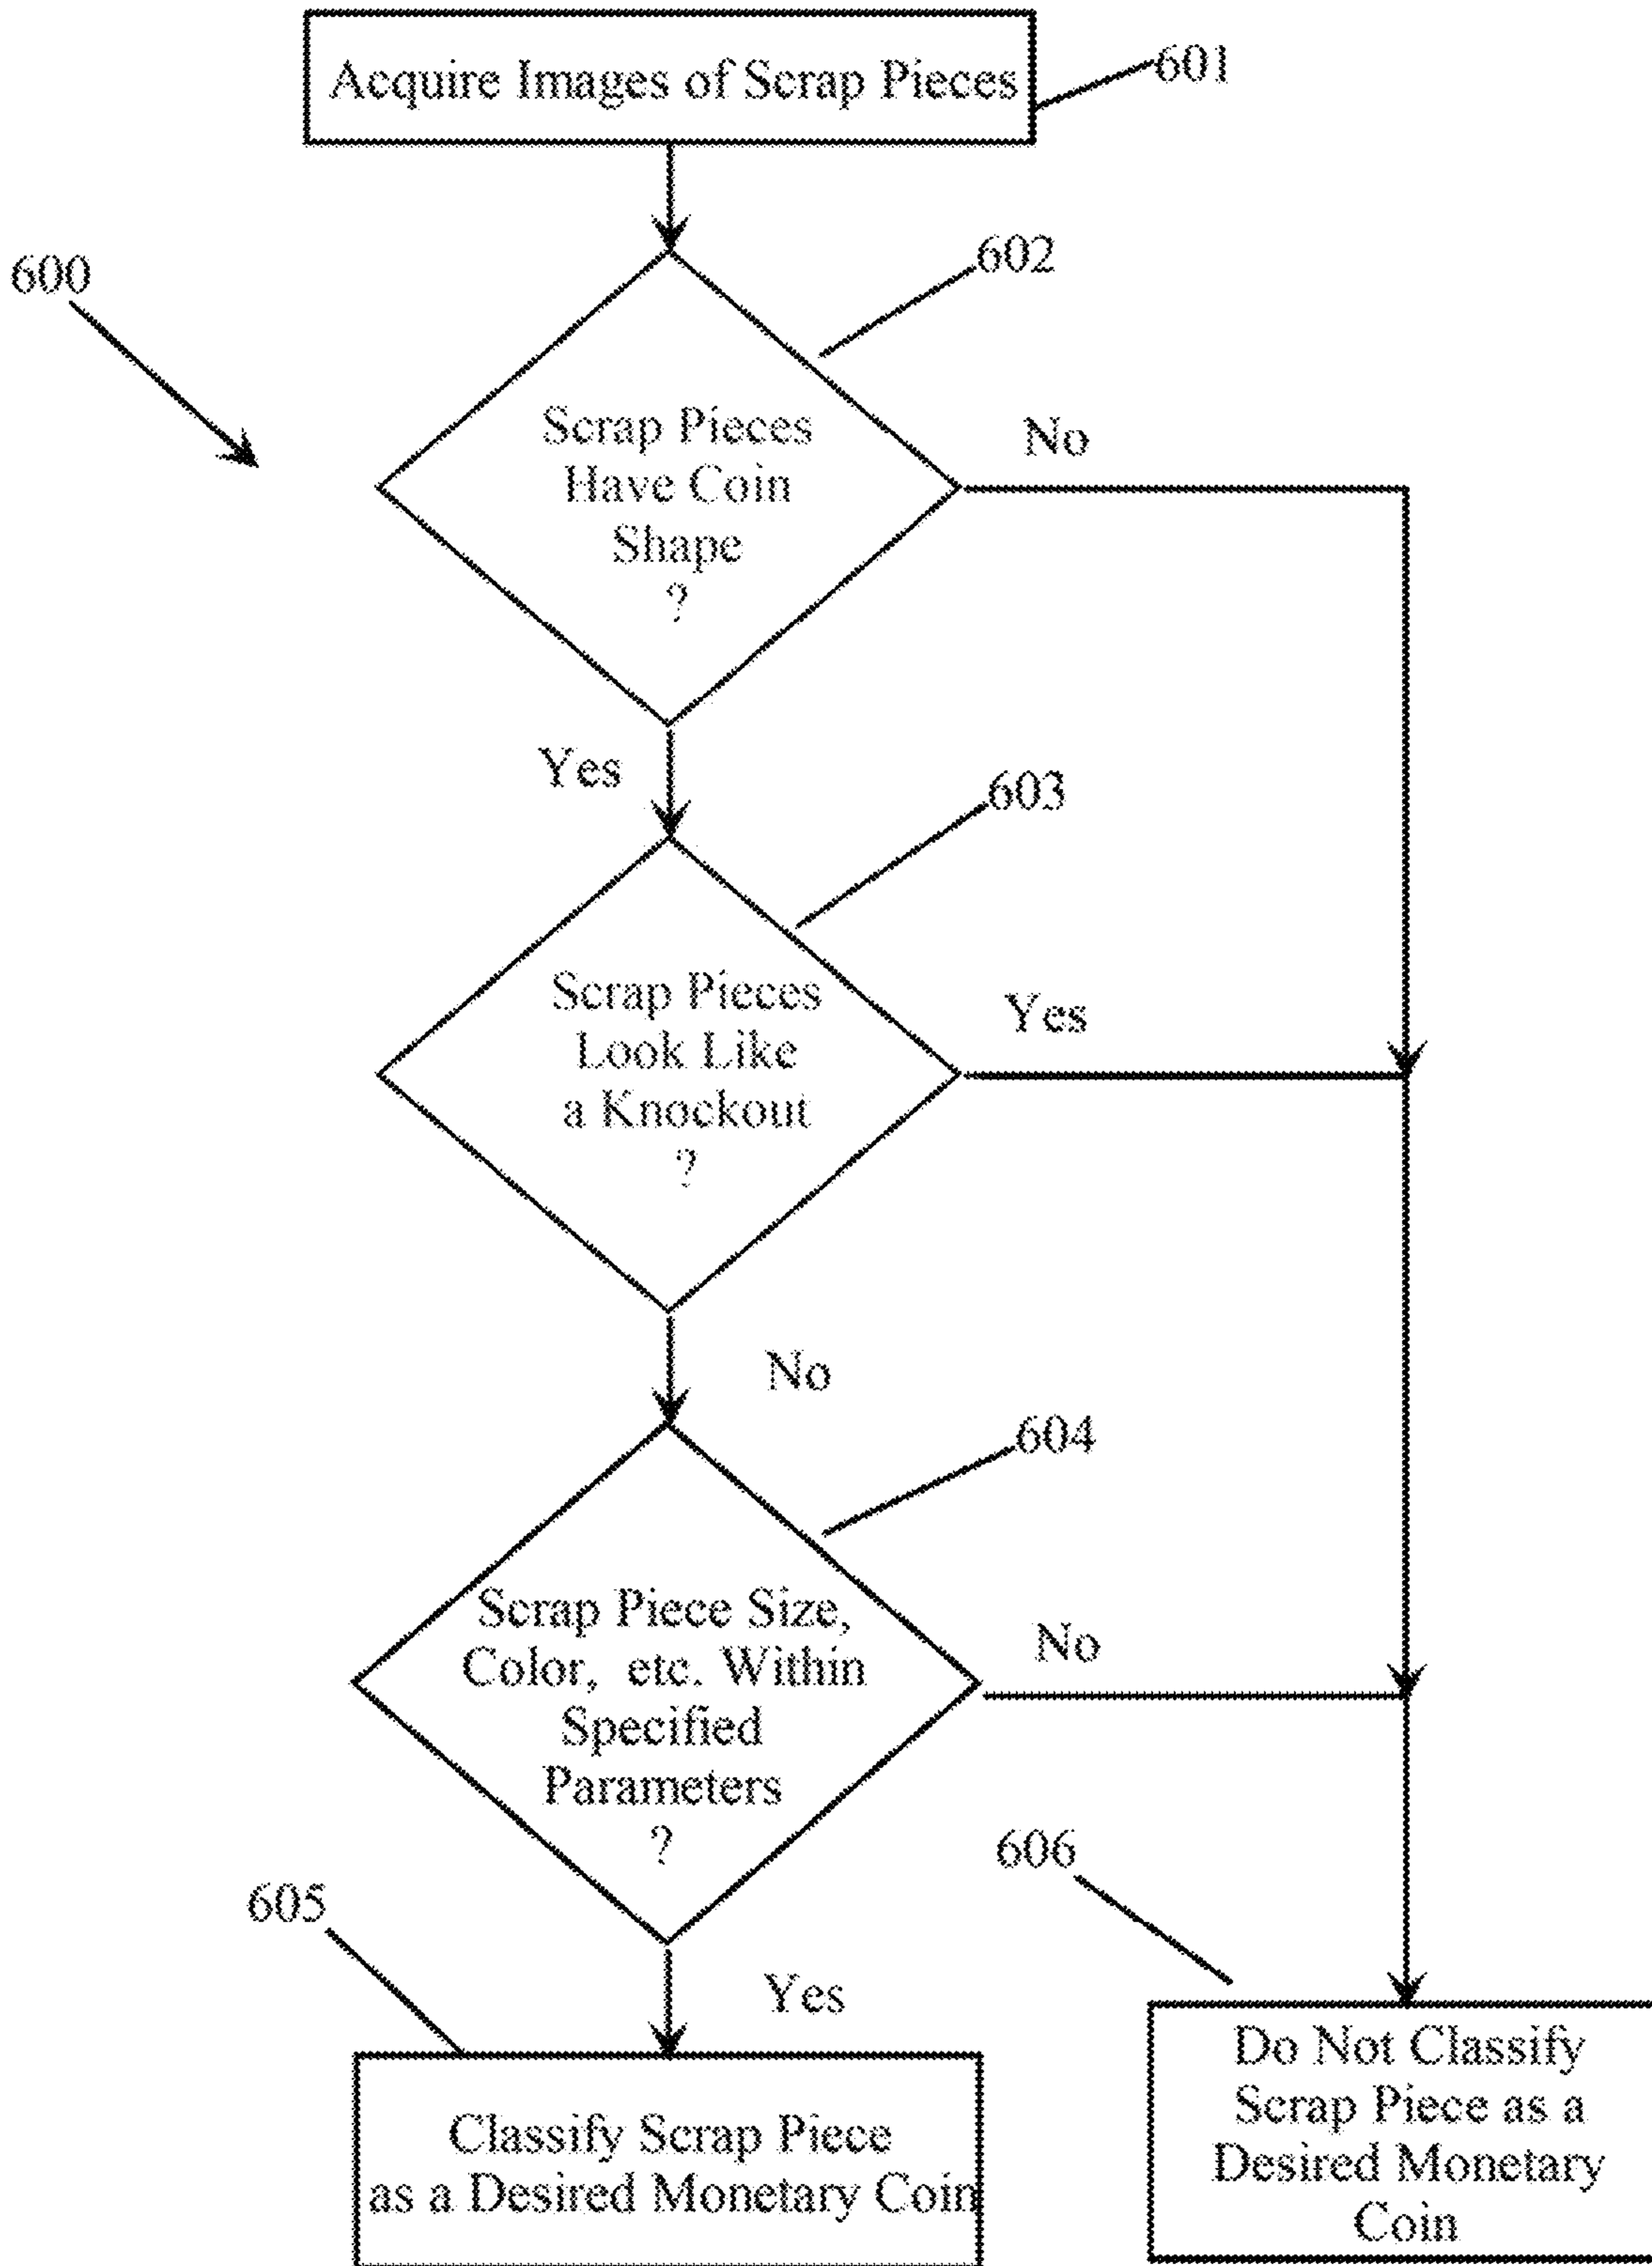 Acquire Images of Scrap Pieces
601
600
602
Scrap Pieces
Have Coin
Shape
?
No
Yes
603
Scrap Pieces
Look Like
a Knockout
?
Yes
No
604
Scrap Piece Size,
Color, etc. Within
Specified
Parameters
?
No
606
605
Yes
Classify Scrap Piece
as a Desired Monetary Coin
Do Not Classify
Scrap Piece as a
Desired Monetary
Coin